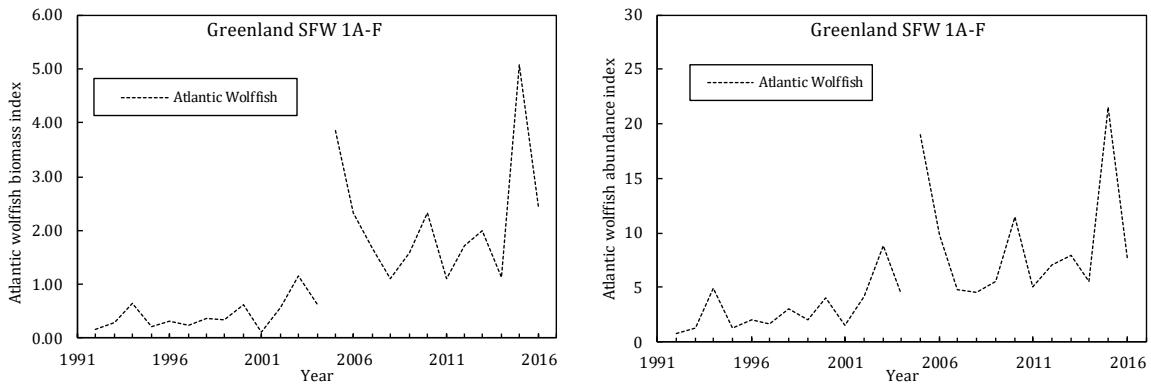 Greenland SFW 1A-F
Atlantic Wolffish
Atlantic wolffish biomass index
6.00
5.00
4.00
3.00
2.00
1.00
0.00
1991 1996 2001 2006 2011 2016
Year
Greenland SFW 1A-F
Atlantic Wolffish
Atlantic wolffish abundance index
30
25
20
15
10
5
0
1991 1996 2001 2006 2011 2016
Year